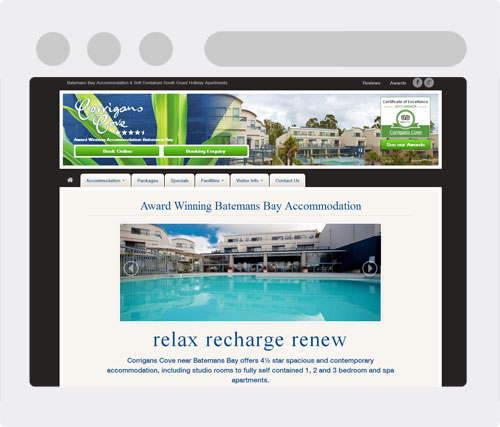 Batemans Bay Accommodation & Self Contained South Coast Holiday Apartments
Reviews Awards
Corrigans
Cove
Award Winning Accommodation Batemans Bay
Book Online Booking Enquiry
Certificate of Excellence
2013 WINNER
Corrigans Cove
See our Awards
Accommodation Packages Specials Facilities Visitor Info Contact Us
Award Winning Batemans Bay Accommodation
relax recharge renew
Corrigans Cove near Batemans Bay offers 4½ star spacious and contemporary
accommodation, including studio rooms to fully self contained 1, 2 and 3 bedroom and spa
apartments.